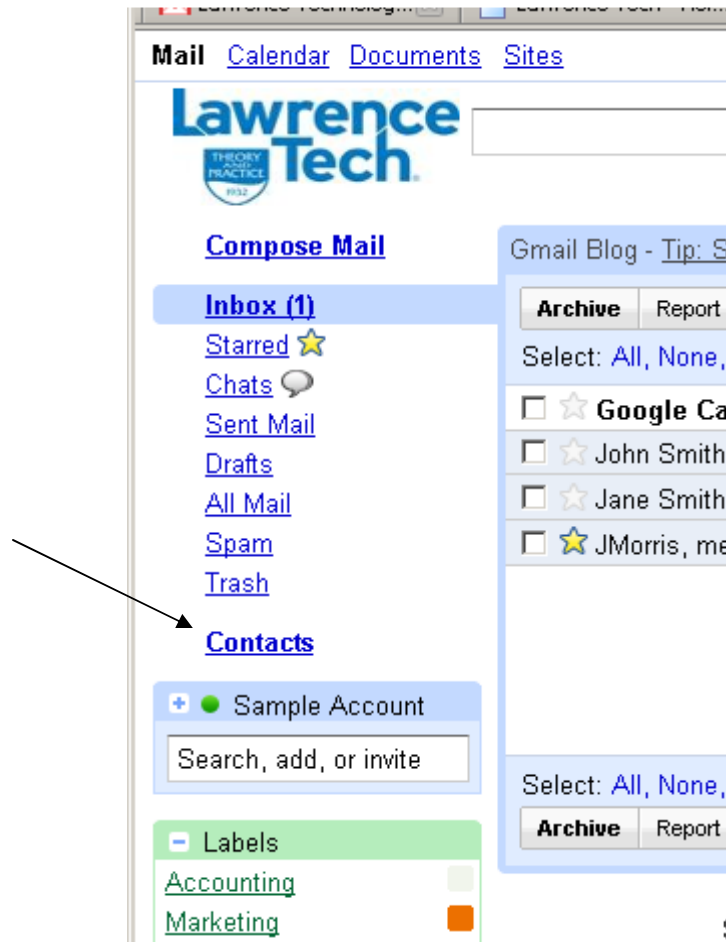 Mail Calendar Documents Sites
Lawrence
Tech
THEORY
AND
PRACTICE
1932
Compose Mail
Inbox (1)
Starred
Chats
Sent Mail
Drafts
All Mail
Spam
Trash
Contacts
Sample Account
Search, add, or invite
Labels
Accounting
Marketing
Gmail Blog - Tip: S
Archive Report
Select: All, None,
Google Ca
John Smith
Jane Smith
JMorris, me
Select: All, None,
Archive Report